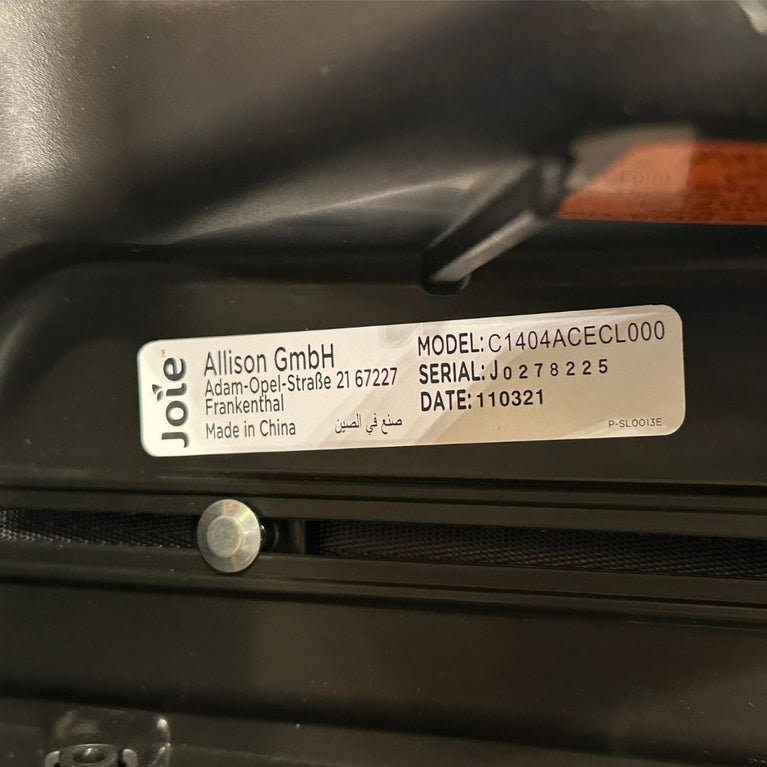 Joie™
Allison GmbH
Adam-Opel-Straße 21 67227
Frankenthal
Made in China صنع في الصين
MODEL: C1404ACECL000
SERIAL: J0278225
DATE: 110321
P-SL0013E